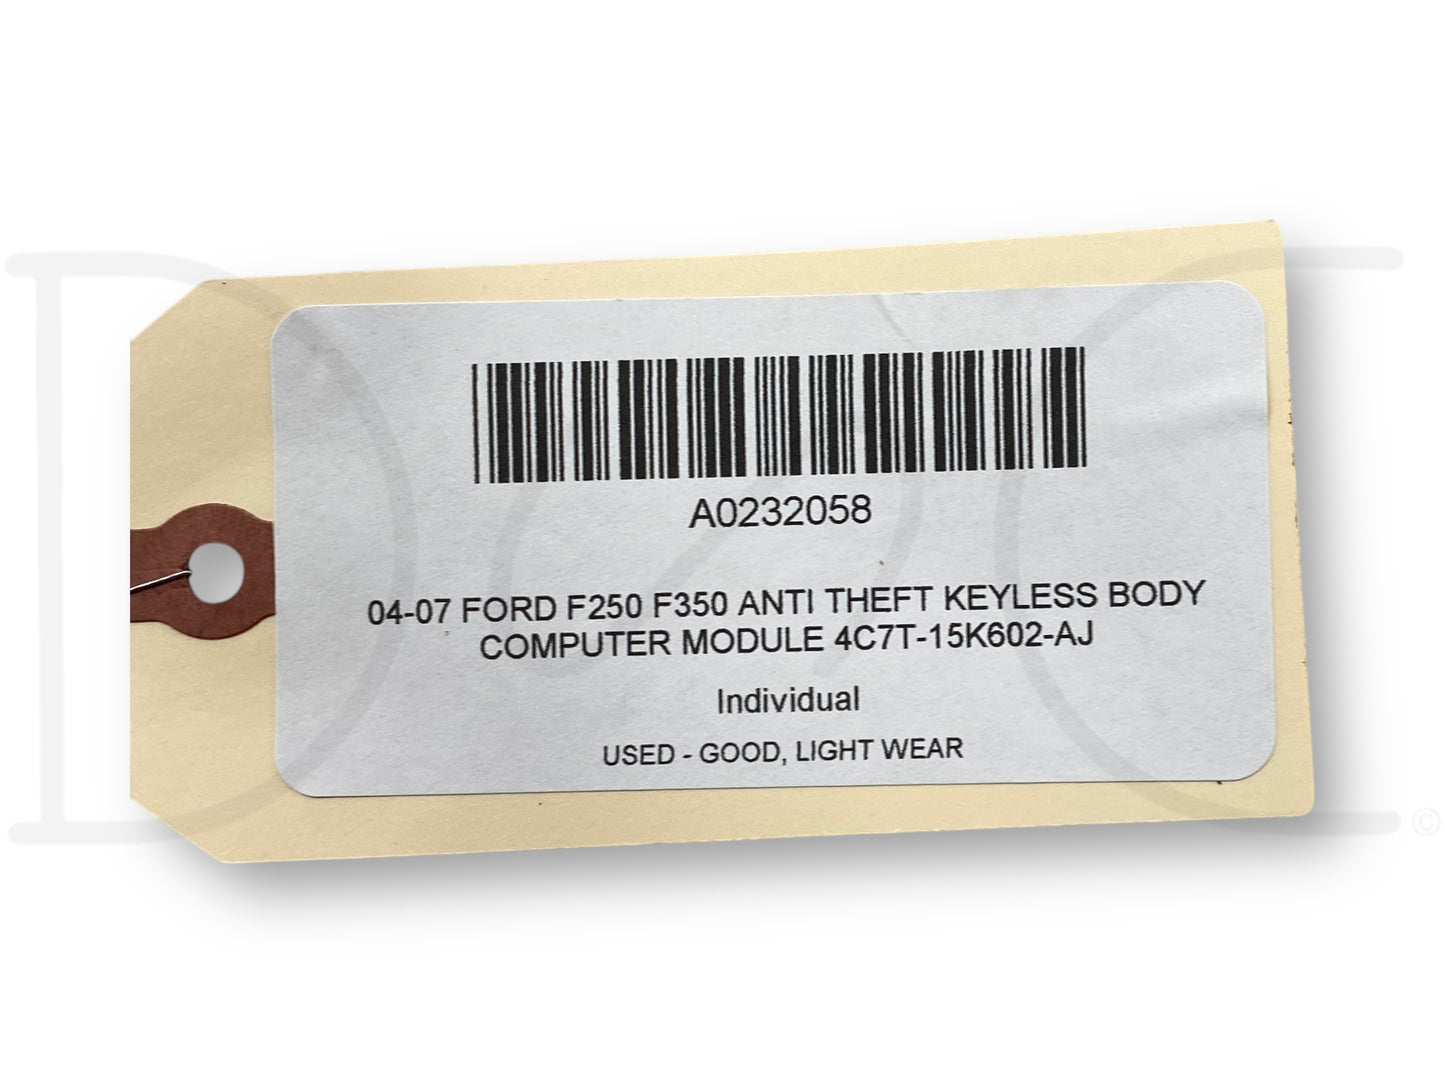 A0232058
04-07 FORD F250 F350 ANTI THEFT KEYLESS BODY
COMPUTER MODULE 4C7T-15K602-AJ
Individual
USED - GOOD, LIGHT WEAR
©